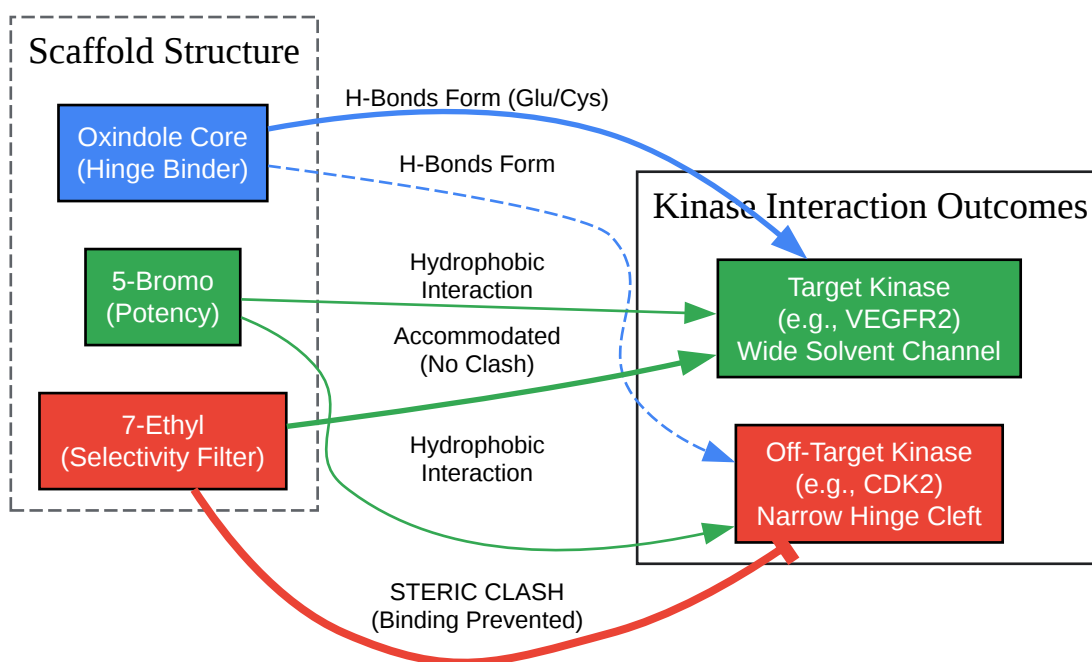 Scaffold Structure
Oxindole Core
(Hinge Binder)
5-Bromo
(Potency)
7-Ethyl
(Selectivity Filter)
H-Bonds Form (Glu/Cys)
H-Bonds Form
Hydrophobic
Interaction
Accommodated
(No Clash)
Hydrophobic
Interaction
STERIC CLASH
(Binding Prevented)
Kinase Interaction Outcomes
Target Kinase
(e.g., VEGFR2)
Wide Solvent Channel
Off-Target Kinase
(e.g., CDK2)
Narrow Hinge Cleft